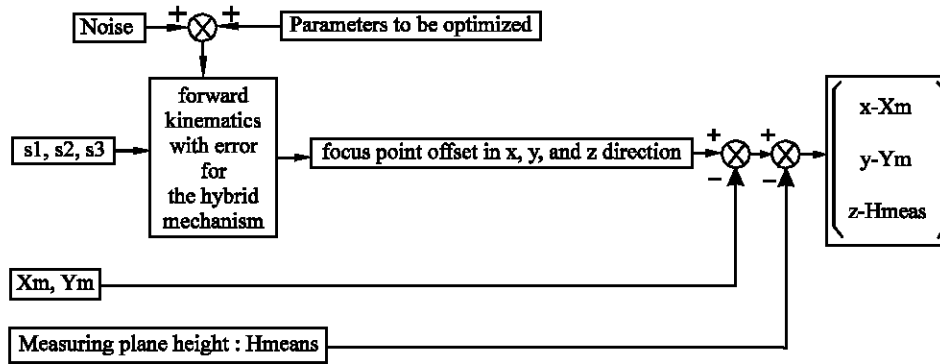 Noise
+
+
Parameters to be optimized
s1, s2, s3
forward
kinematics
with error
for
the hybrid
mechanism
focus point offset in x, y, and z direction
+
−
+
−
x-Xm
y-Ym
z-Hmeas
Xm, Ym
Measuring plane height : Hmeans